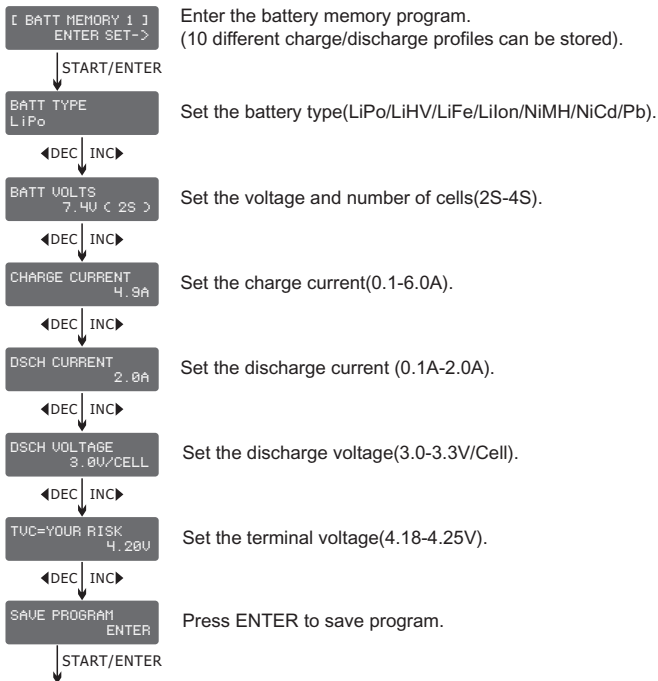 [ BATT MEMORY 1 ]
ENTER SET->
Enter the battery memory program.
(10 different charge/discharge profiles can be stored).
START/ENTER
BATT TYPE
LiPo
Set the battery type(LiPo/LiHV/LiFe/LiIon/NiMH/NiCd/Pb).
◀DEC INC▶
BATT VOLTS
7.4V ( 2S )
Set the voltage and number of cells(2S-4S).
◀DEC INC▶
CHARGE CURRENT
4.9A
Set the charge current(0.1-6.0A).
◀DEC INC▶
DSCH CURRENT
2.0A
Set the discharge current (0.1A-2.0A).
◀DEC INC▶
DSCH VOLTAGE
3.0V/CELL
Set the discharge voltage(3.0-3.3V/Cell).
◀DEC INC▶
TVC=YOUR RISK
4.20V
Set the terminal voltage(4.18-4.25V).
◀DEC INC▶
SAVE PROGRAM
ENTER
Press ENTER to save program.
START/ENTER